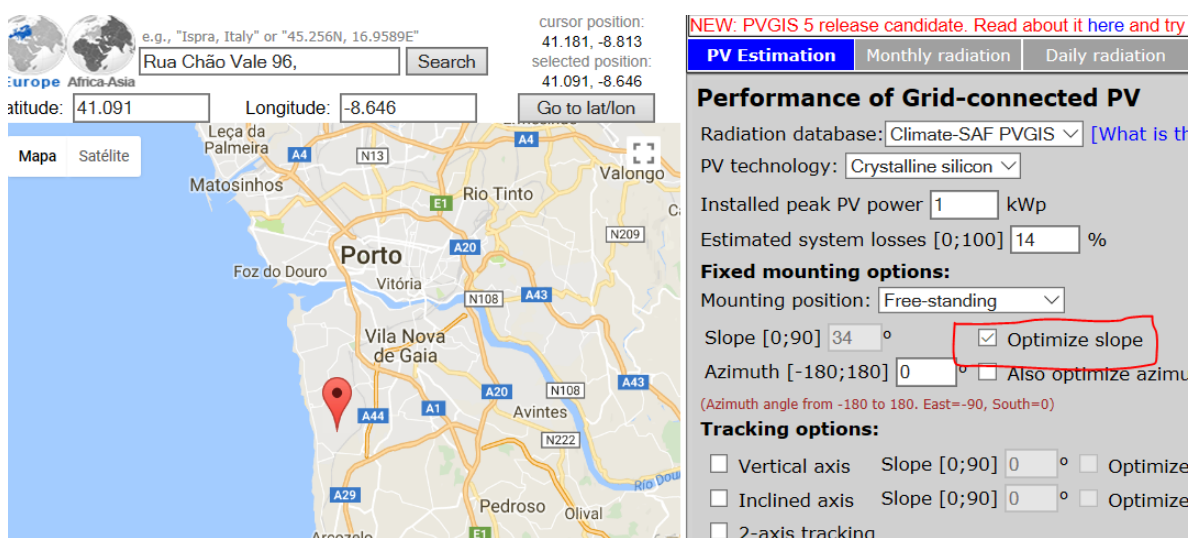 cursor position:
e.g., "Ispra, Italy" or "45.256N, 16.9589E"
41.181, -8.813
Rua Chão Vale 96,
Search
selected position:
Europe Africa-Asia
41.091, -8.646
atitude: 41.091
Longitude: -8.646
Go to lat/lon
Mapa Satélite
Leça da
Palmeira
A4
N13
A4
Valongo
Matosinhos
Rio Tinto
E1
N209
Porto
A20
Foz do Douro
Vitória
N108
A43
Vila Nova
de Gaia
A20
N108
A43
A44
A1
Avintes
N222
A29
Pedroso
Olival
Rio Dou
Arcozelo
E1
NEW: PVGIS 5 release candidate. Read about it here and try
PV Estimation
Monthly radiation
Daily radiation
Performance of Grid-connected PV
Radiation database: Climate-SAF PVGIS [What is th
PV technology: Crystalline silicon
Installed peak PV power 1 kWp
Estimated system losses [0;100] 14 %
Fixed mounting options:
Mounting position: Free-standing
Slope [0;90] 34 º Optimize slope
Azimuth [-180;180] 0 º Also optimize azimu
(Azimuth angle from -180 to 180. East=-90, South=0)
Tracking options:
Vertical axis Slope [0;90] 0 º Optimize
Inclined axis Slope [0;90] 0 º Optimize
2-axis tracking